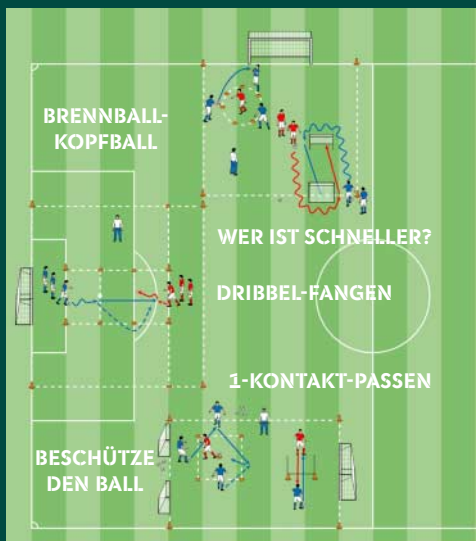 BRENNBALL-
KOPFBALL
WER IST SCHNELLER?
DRIBBEL-FANGEN
1-KONTAKT-PASSEN
BESCHÜTZE
DEN BALL